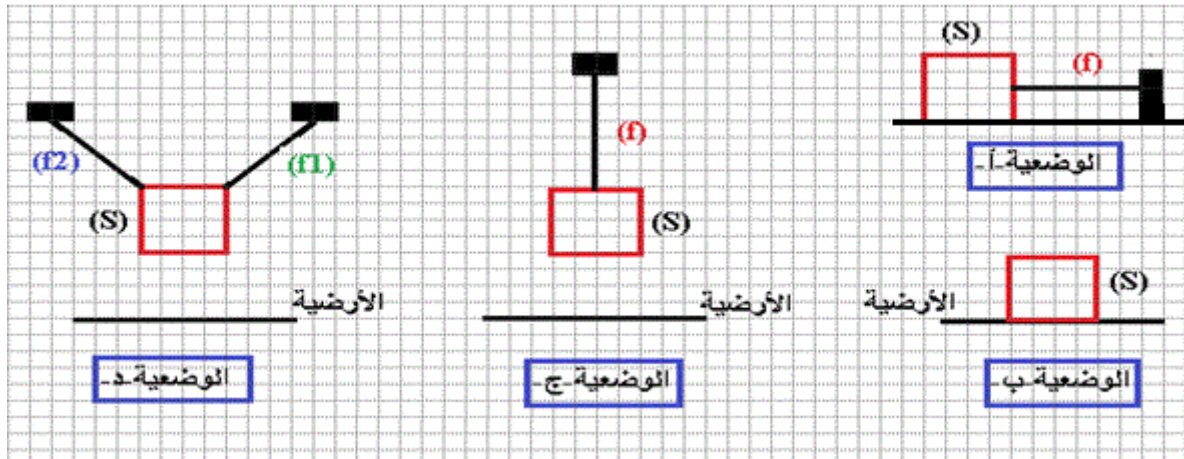 (S)
(f)
الوضعية-أ-
(S)
الأرضية
الوضعية-ب-
(f)
(S)
الأرضية
الوضعية-ج-
(f1)
(f2)
(S)
الأرضية
الوضعية-د-